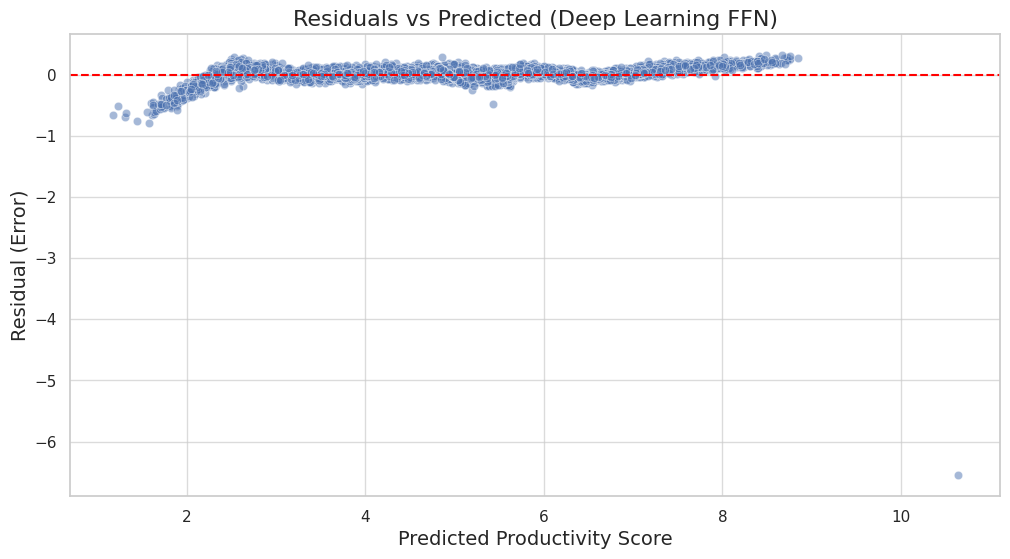 Residuals vs Predicted (Deep Learning FFN)
Residual (Error)
0
−1
−2
−3
−4
−5
−6
2 4 6 8 10
Predicted Productivity Score